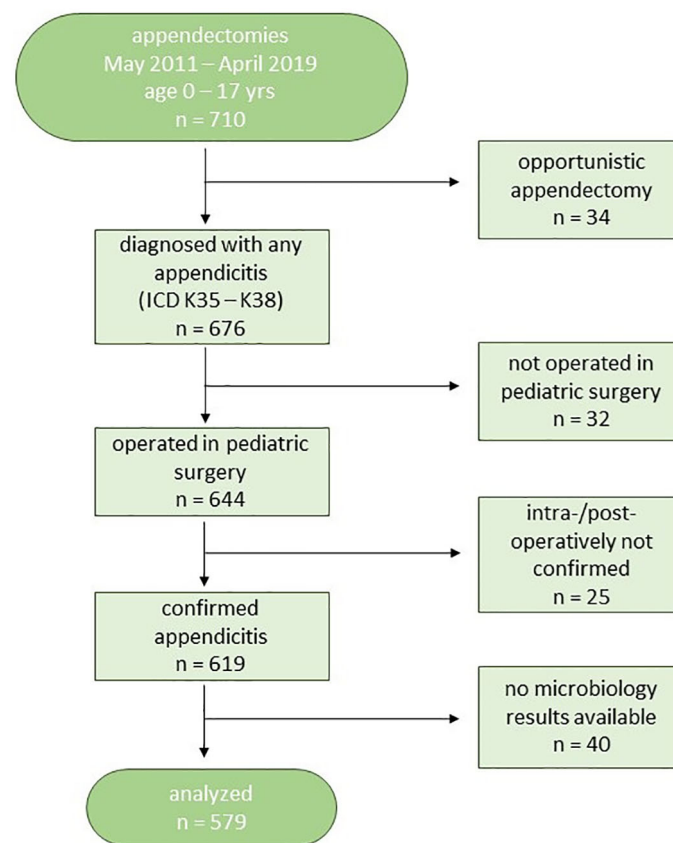 appendectomies
May 2011 – April 2019
age 0 – 17 yrs
n = 710
opportunistic
appendectomy
n = 34
diagnosed with any
appendicitis
(ICD K35 – K38)
n = 676
not operated in
pediatric surgery
n = 32
operated in pediatric
surgery
n = 644
intra-/post-
operatively not
confirmed
n = 25
confirmed
appendicitis
n = 619
no microbiology
results available
n = 40
analyzed
n = 579